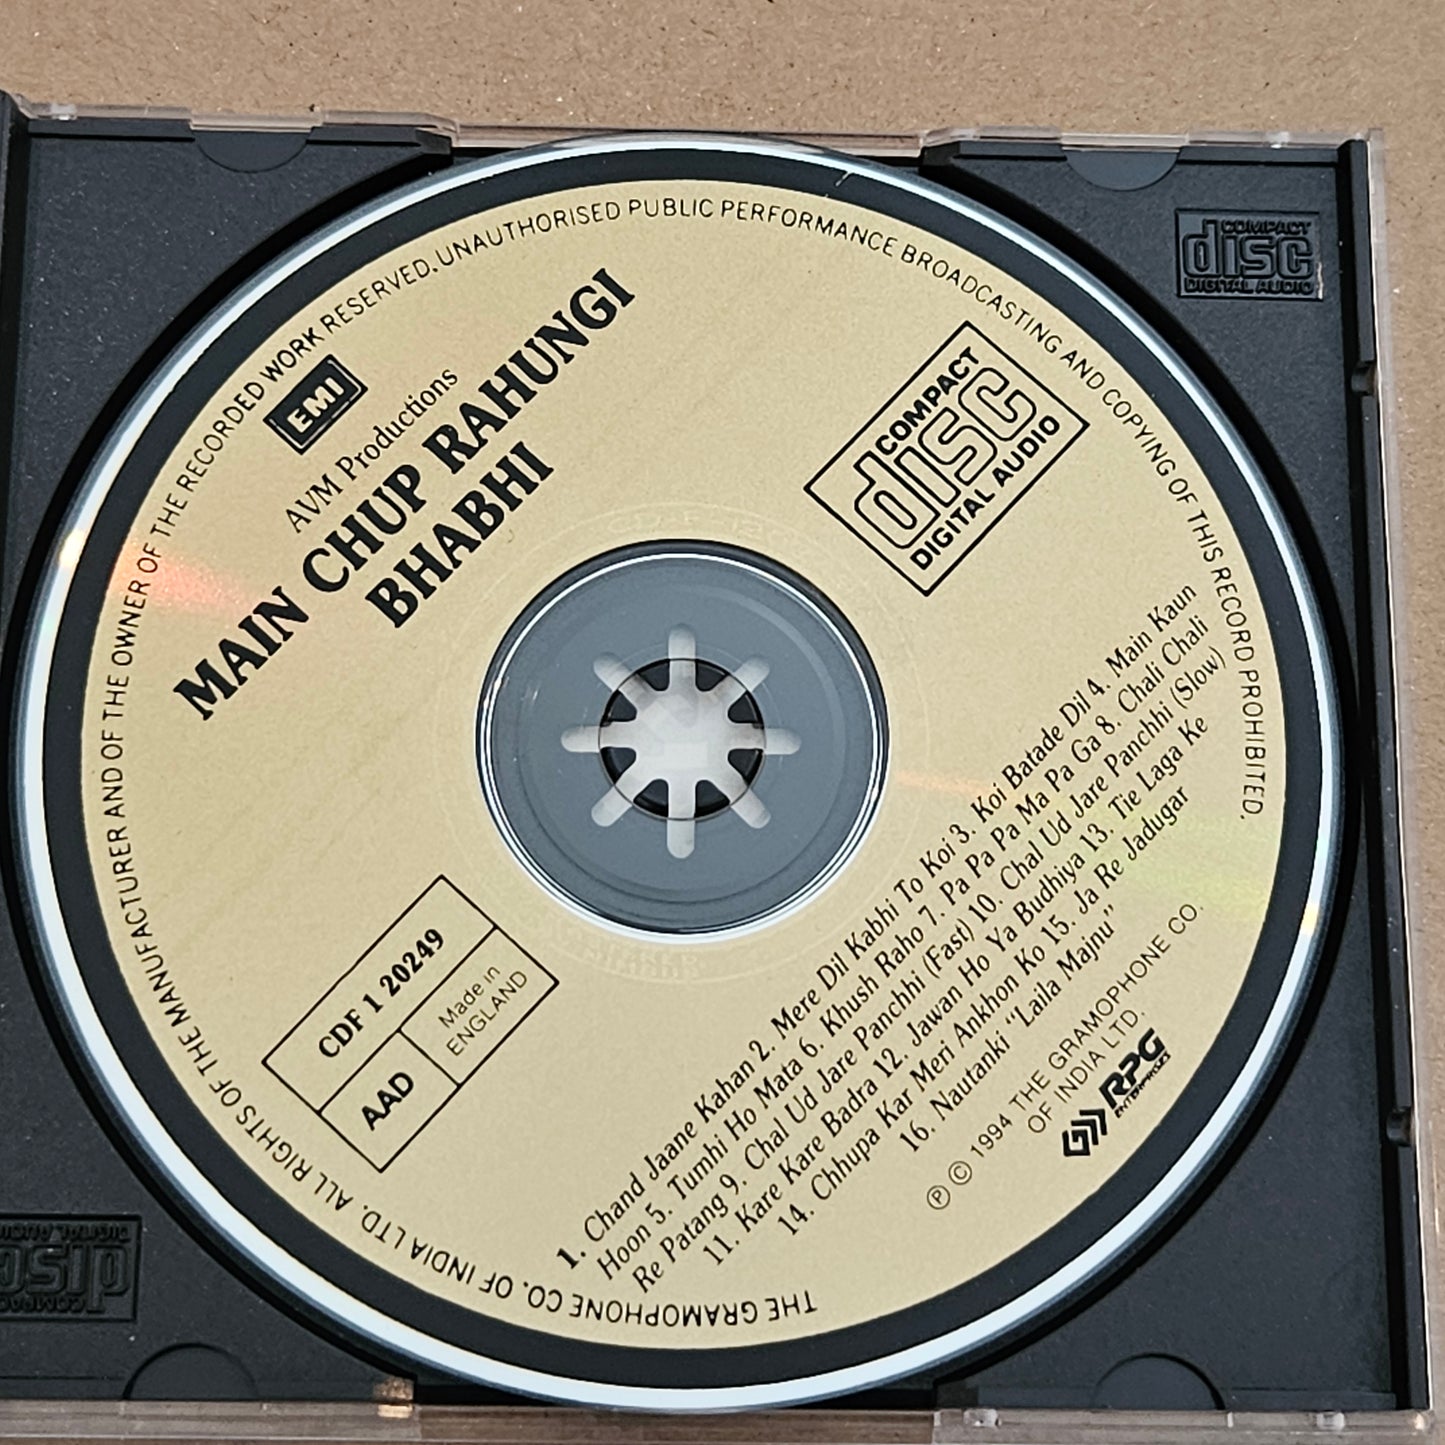 THE GRAMOPHONE CO. OF INDIA LTD. ALL RIGHTS OF THE MANUFACTURER AND OF THE OWNER OF THE RECORDED WORK RESERVED. UNAUTHORISED PUBLIC PERFORMANCE BROADCASTING AND COPYING OF THIS RECORD PROHIBITED.
EMI
AVM Productions
MAIN CHUP RAHUNGI
BHABHI
COMPACT
disc
DIGITAL AUDIO
CDF 1 20249
AAD
Made in
ENGLAND
1. Chand Jaane Kahan 2. Mere Dil Kabhi To Koi 3. Koi Batade Dil 4. Main Kaun
Hoon 5. Tumhi Ho Mata 6. Khush Raho 7. Pa Pa Pa Ma Pa Ga 8. Chali Chali
Re Patang 9. Chal Ud Jare Panchhi (Fast) 10. Chal Ud Jare Panchhi (Slow)
11. Kare Kare Badra 12. Jawan Ho Ya Budhiya 13. Tie Laga Ke
14. Chhupa Kar Meri Ankhon Ko 15. Ja Re Jadugar
16. Nautanki "Laila Majnu"
Ⓟ © 1994 THE GRAMOPHONE CO.
OF INDIA LTD.
RPG
ENTERPRISES
COMPACT
disc
DIGITAL AUDIO
COMPACT
disc
DIGITAL AUDIO